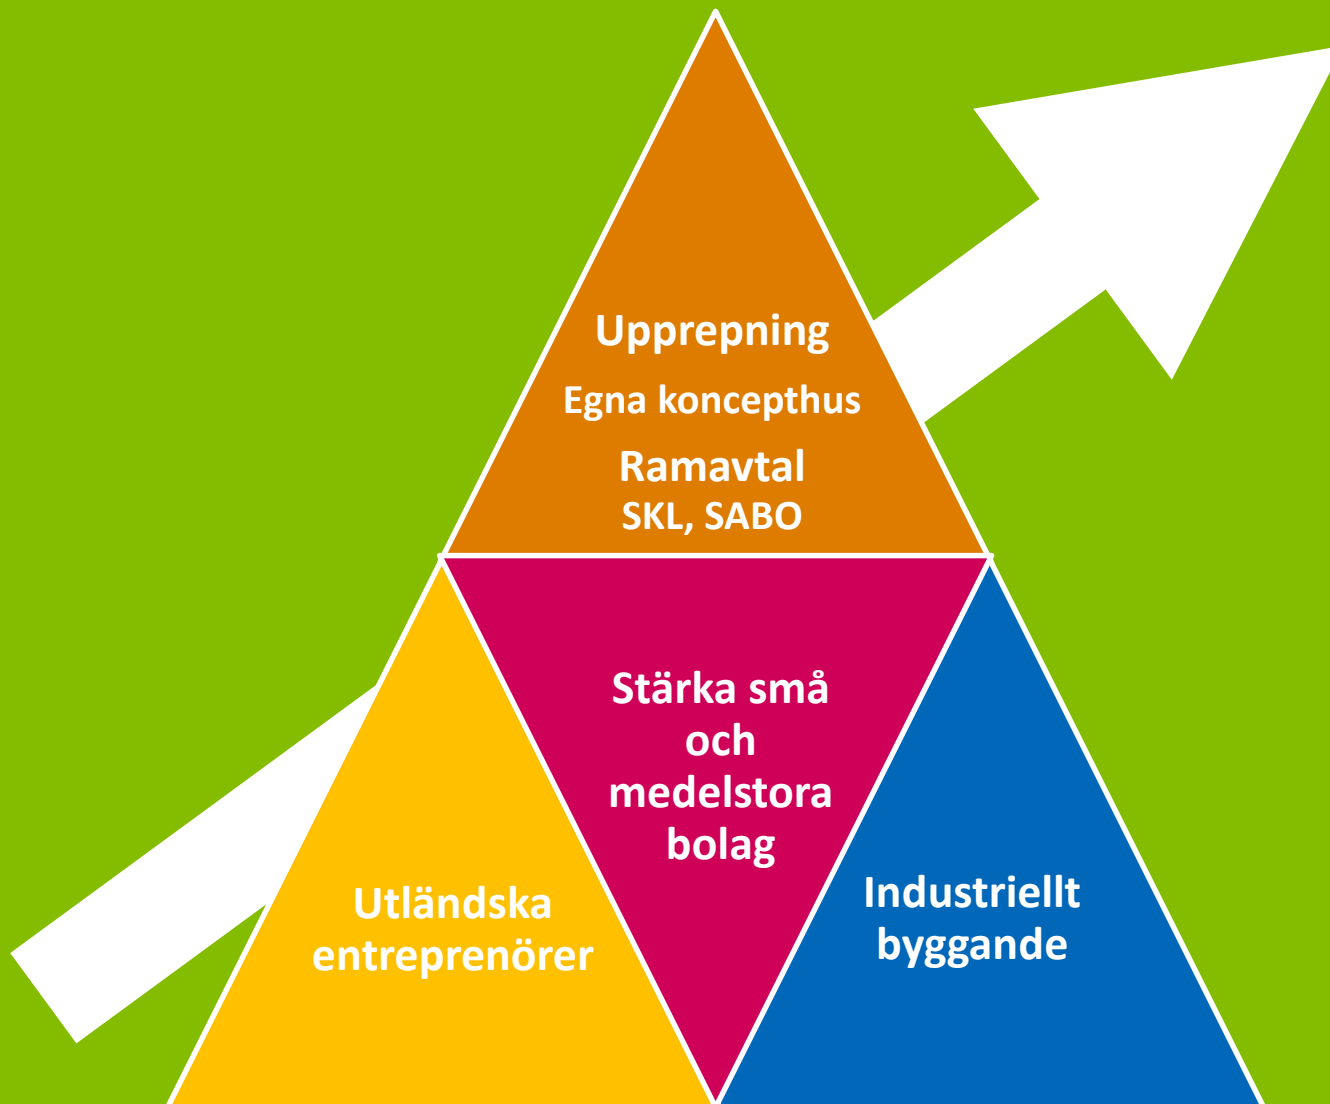 Upprepning
Egna koncepthus
Ramavtal
SKL, SABO
Stärka små
och
medelstora
bolag
Utländska
entreprenörer
Industriellt
byggande